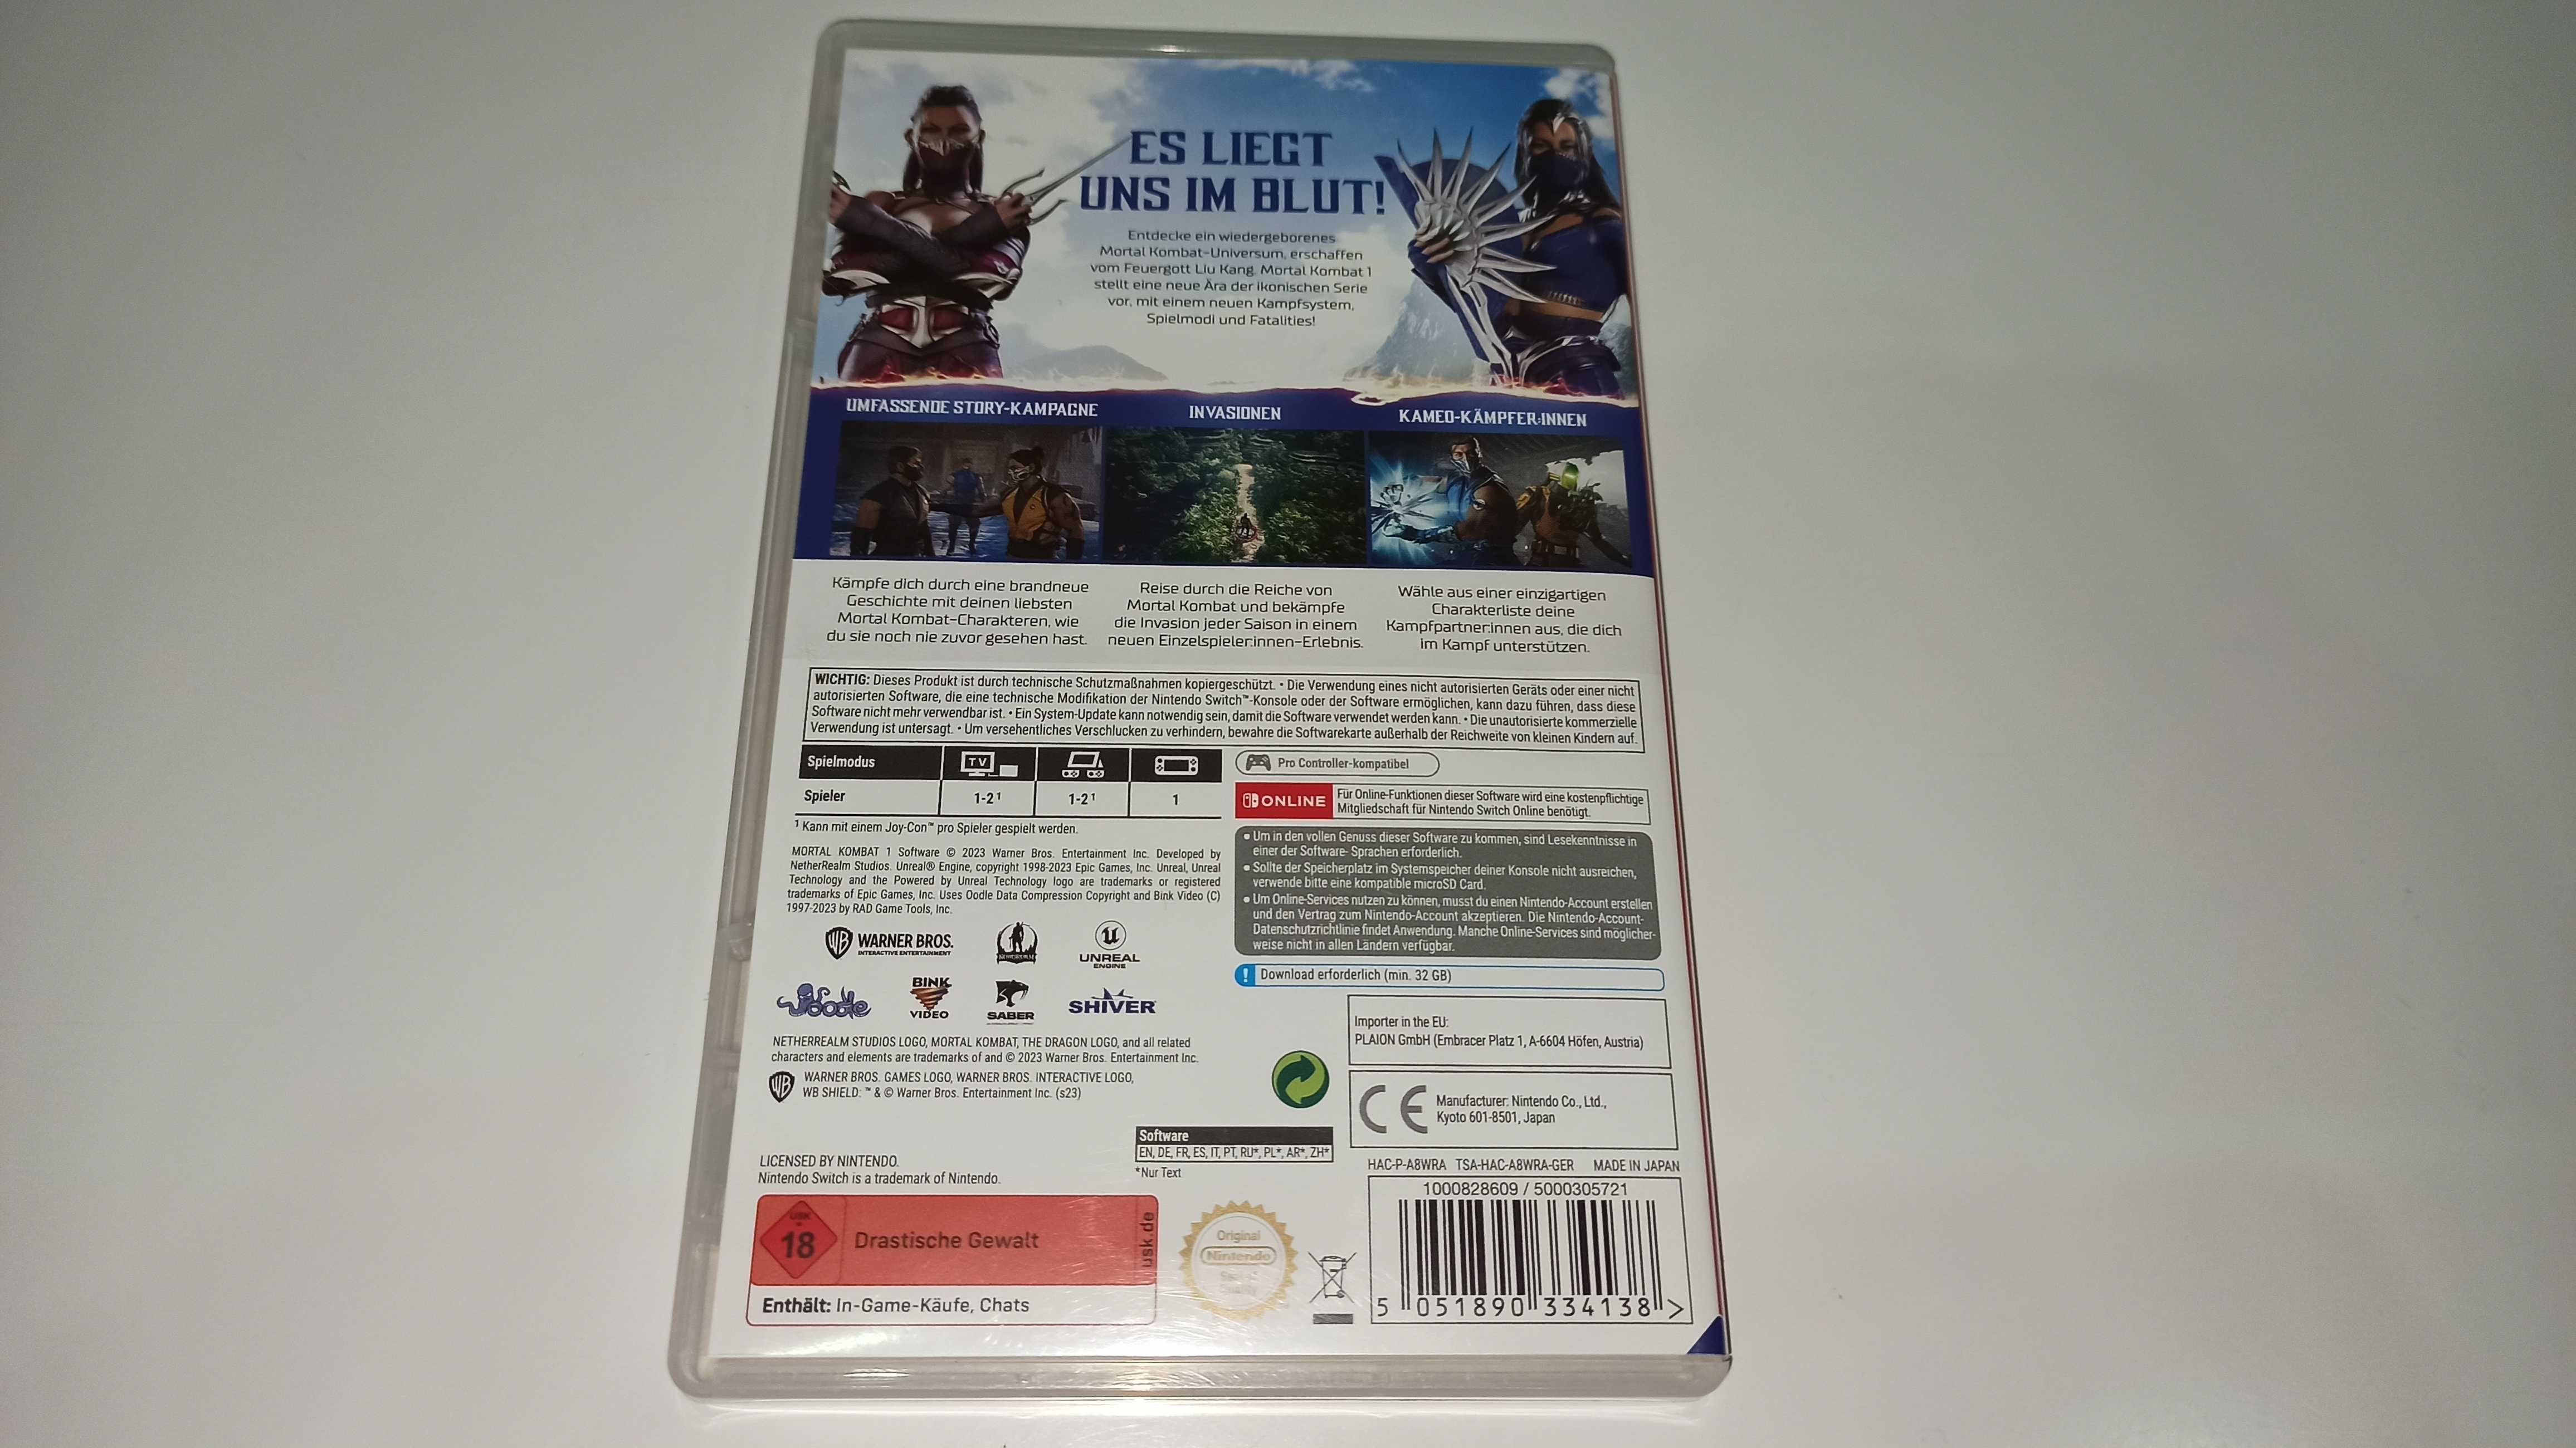 ES LIEGT
UNS IM BLUT!
Entdecke ein wiedergeborenes
Mortal Kombat-Universum, erschaffen
vom Feuergott Liu Kang. Mortal Kombat 1
stellt eine neue Ära der ikonischen Serie
vor, mit einem neuen Kampfsystem,
Spielmodi und Fatalities!
UMFASSENDE STORY-KAMPAGNE
Kämpfe dich durch eine brandneue
Geschichte mit deinen liebsten
Mortal Kombat-Charakteren, wie
du sie noch nie zuvor gesehen hast.
INVASIONEN
Reise durch die Reiche von
Mortal Kombat und bekämpfe
die Invasion jeder Saison in einem
neuen Einzelspieler:innen-Erlebnis.
KAMEO-KÄMPFER:INNEN
Wähle aus einer einzigartigen
Charakterliste deine
Kampfpartner:innen aus, die dich
im Kampf unterstützen.
WICHTIG: Dieses Produkt ist durch technische Schutzmaßnahmen kopiergeschützt. • Die Verwendung eines nicht autorisierten Geräts oder einer nicht
autorisierten Software, die eine technische Modifikation der Nintendo Switch™-Konsole oder der Software ermöglichen, kann dazu führen, dass diese
Software nicht mehr verwendbar ist. • Ein System-Update kann notwendig sein, damit die Software verwendet werden kann. • Die unautorisierte kommerzielle
Verwendung ist untersagt. • Um versehentliches Verschlucken zu verhindern, bewahre die Softwarekarte außerhalb der Reichweite von kleinen Kindern auf.
Spielmodus TV
Spieler 1-2¹ 1-2¹ 1
¹ Kann mit einem Joy-Con™ pro Spieler gespielt werden.
MORTAL KOMBAT 1 Software © 2023 Warner Bros. Entertainment Inc. Developed by
NetherRealm Studios. Unreal® Engine, copyright 1998-2023 Epic Games, Inc. Unreal, Unreal
Technology and the Powered by Unreal Technology logo are trademarks or registered
trademarks of Epic Games, Inc. Uses Oodle Data Compression Copyright and Bink Video (C)
1997-2023 by RAD Game Tools, Inc.
WB WARNER BROS.
INTERACTIVE ENTERTAINMENT
NETHERREALM
UNREAL
ENGINE
oodle
BINK
VIDEO
SABER
SHIVER
NETHERREALM STUDIOS LOGO, MORTAL KOMBAT, THE DRAGON LOGO, and all related
characters and elements are trademarks of and © 2023 Warner Bros. Entertainment Inc.
WB WARNER BROS. GAMES LOGO, WARNER BROS. INTERACTIVE LOGO,
WB SHIELD: ™ & © Warner Bros. Entertainment Inc. (s23)
LICENSED BY NINTENDO.
Nintendo Switch is a trademark of Nintendo.
Pro Controller-kompatibel
ONLINE
Für Online-Funktionen dieser Software wird eine kostenpflichtige
Mitgliedschaft für Nintendo Switch Online benötigt.
• Um in den vollen Genuss dieser Software zu kommen, sind Lesekenntnisse in
einer der Software- Sprachen erforderlich.
• Sollte der Speicherplatz im Systemspeicher deiner Konsole nicht ausreichen,
verwende bitte eine kompatible microSD Card.
• Um Online-Services nutzen zu können, musst du einen Nintendo-Account erstellen
und den Vertrag zum Nintendo-Account akzeptieren. Die Nintendo-Account-
Datenschutzrichtlinie findet Anwendung. Manche Online-Services sind möglicher-
weise nicht in allen Ländern verfügbar.
! Download erforderlich (min. 32 GB)
Importer in the EU:
PLAION GmbH (Embracer Platz 1, A-6604 Höfen, Austria)
CE
Manufacturer: Nintendo Co., Ltd.,
Kyoto 601-8501, Japan
Software
EN, DE, FR, ES, IT, PT, RU*, PL*, AR*, ZH*
*Nur Text
HAC-P-A8WRA TSA-HAC-A8WRA-GER MADE IN JAPAN
1000828609 / 5000305721
5 051890 334138 >
USK
18
Drastische Gewalt
usk.de
Enthält: In-Game-Käufe, Chats
Original
Nintendo